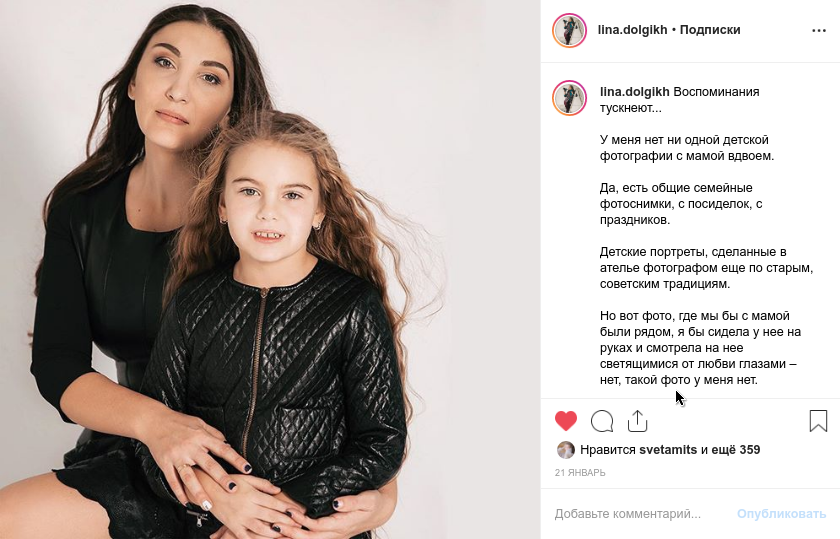 lina.dolgikh • Подписки
lina.dolgikh Воспоминания
тускнеют...
У меня нет ни одной детской
фотографии с мамой вдвоем.
Да, есть общие семейные
фотоснимки, с посиделок, с
праздников.
Детские портреты, сделанные в
ателье фотографом еще по старым,
советским традициям.
Но вот фото, где мы бы с мамой
были рядом, я бы сидела у нее на
руках и смотрела на нее
светящимися от любви глазами –
нет, такой фото у меня нет.
Нравится svetamits и ещё 359
21 ЯНВАРЬ
Добавьте комментарий... Опубликовать